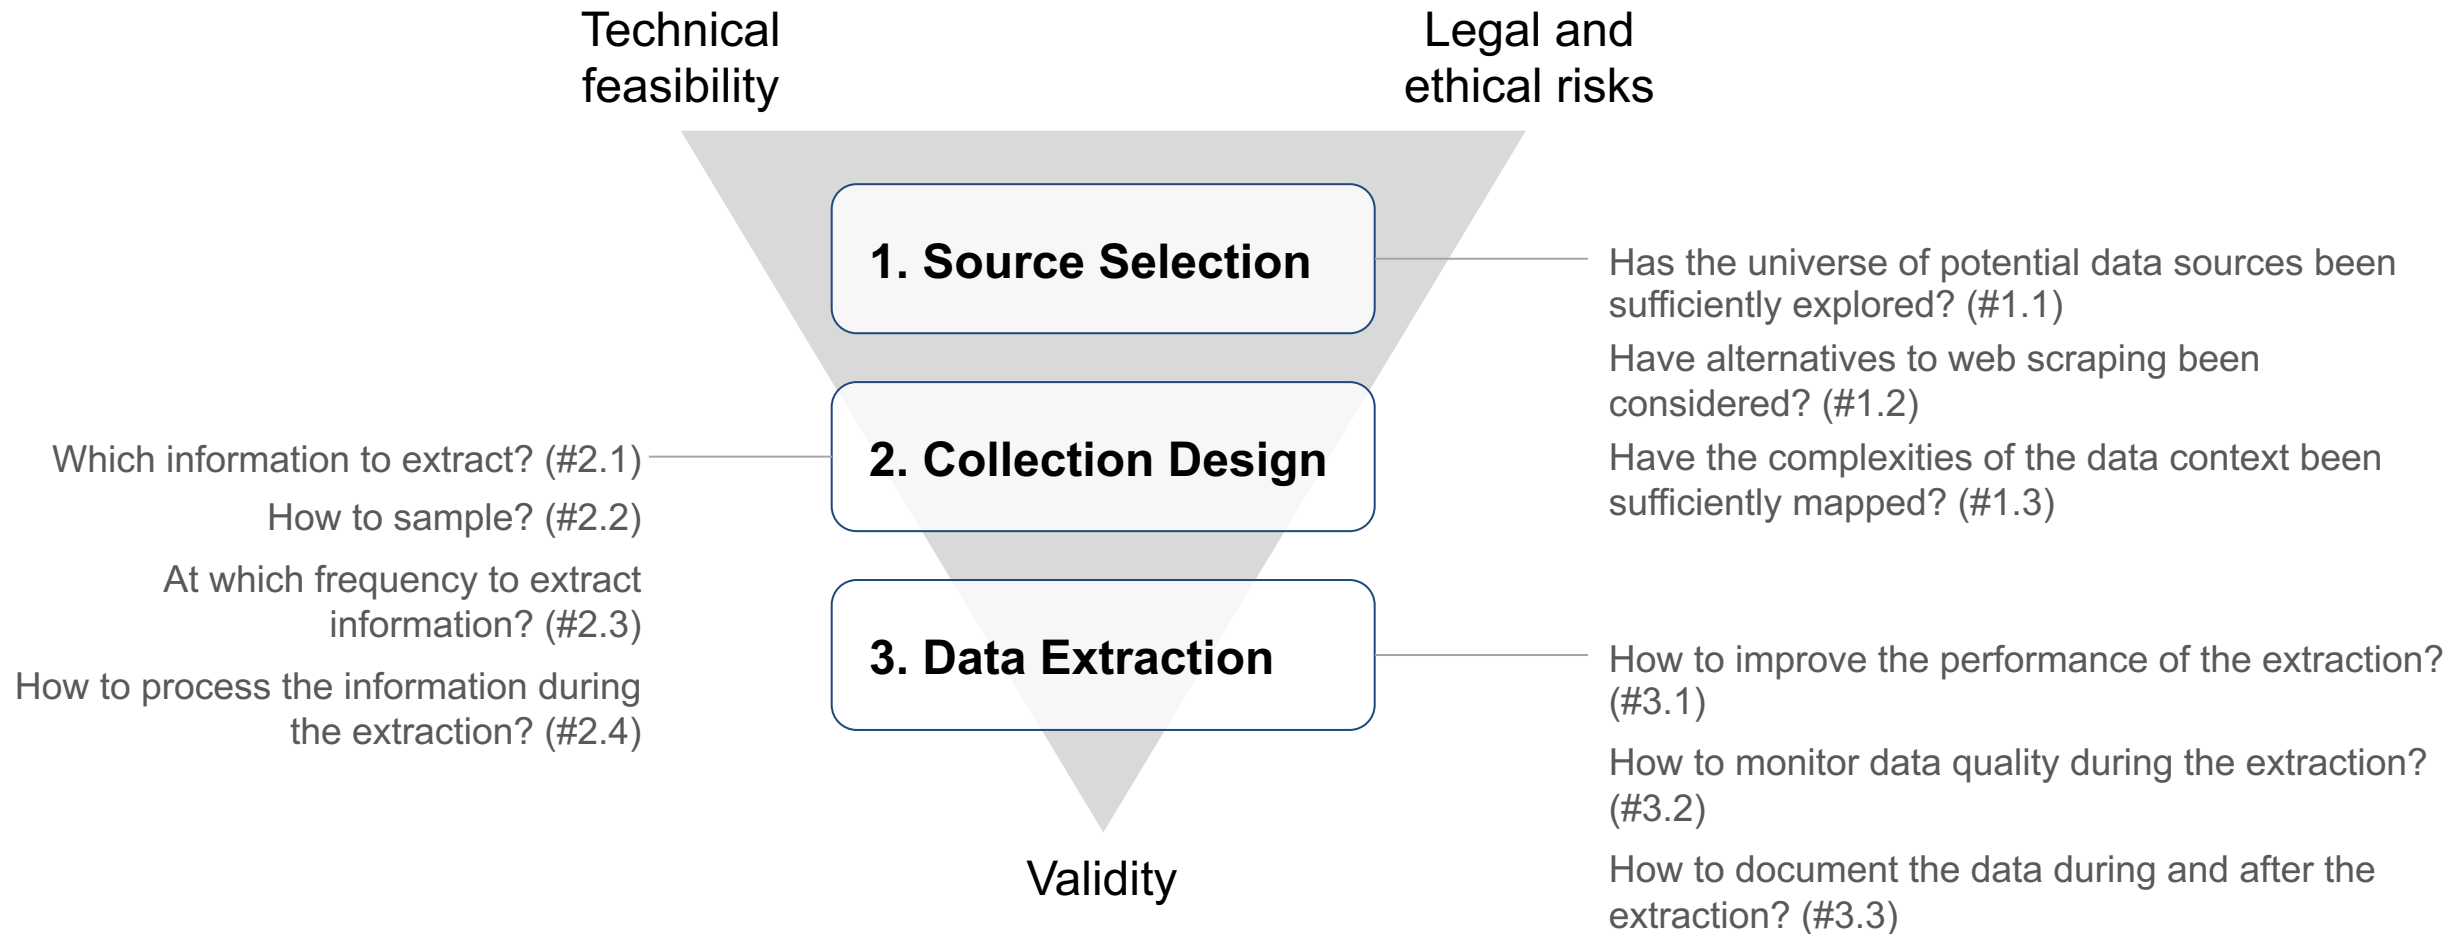 Technical
feasibility
Legal and
ethical risks
1. Source Selection
Has the universe of potential data sources been
sufficiently explored? (#1.1)
Have alternatives to web scraping been
considered? (#1.2)
Have the complexities of the data context been
sufficiently mapped? (#1.3)
2. Collection Design
Which information to extract? (#2.1)
How to sample? (#2.2)
At which frequency to extract
information? (#2.3)
How to process the information during
the extraction? (#2.4)
3. Data Extraction
How to improve the performance of the extraction?
(#3.1)
How to monitor data quality during the extraction?
(#3.2)
How to document the data during and after the
extraction? (#3.3)
Validity